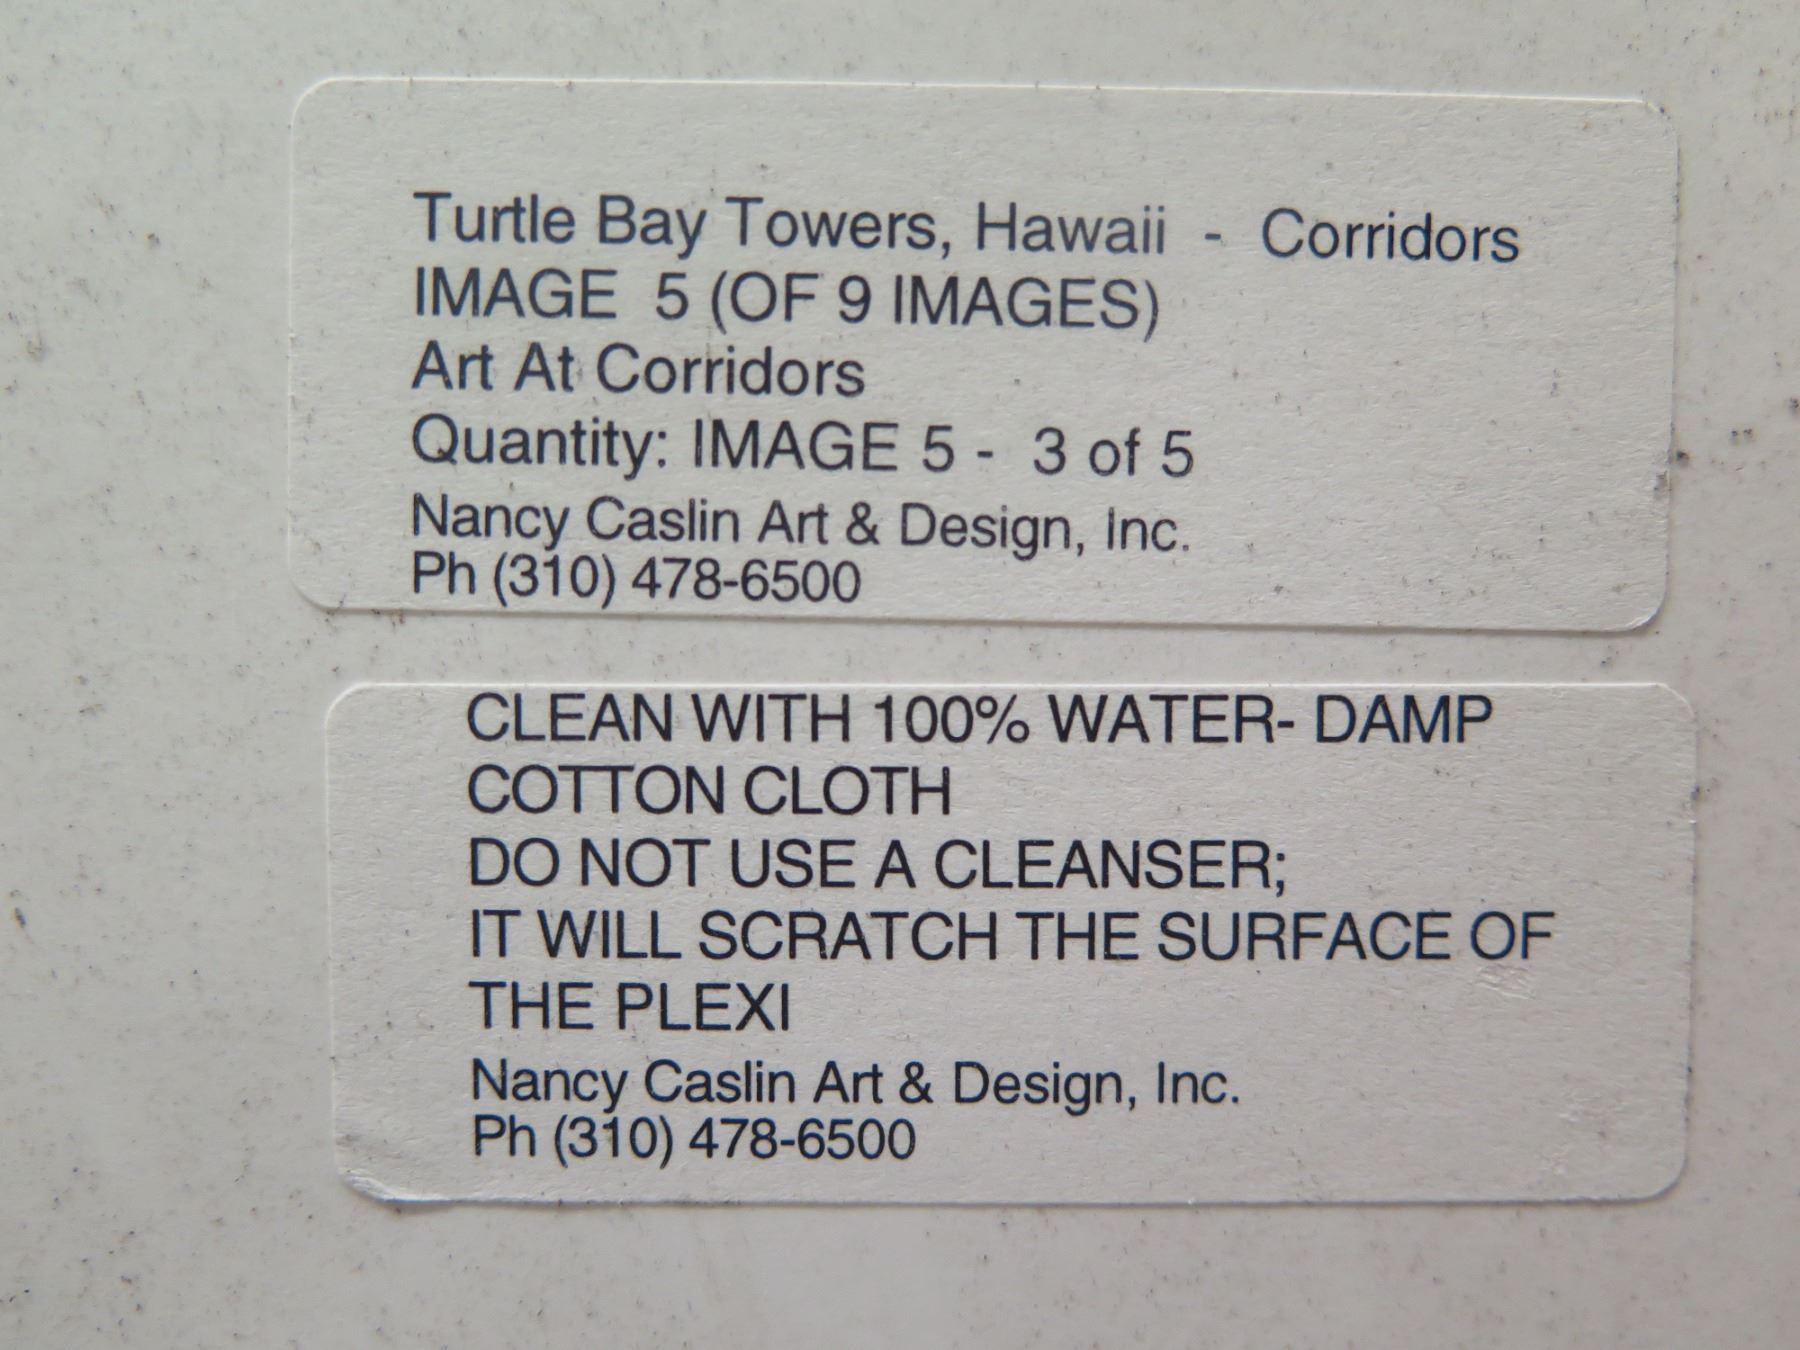 Turtle Bay Towers, Hawaii - Corridors
IMAGE 5 (OF 9 IMAGES)
Art At Corridors
Quantity: IMAGE 5 - 3 of 5
Nancy Caslin Art & Design, Inc.
Ph (310) 478-6500
CLEAN WITH 100% WATER- DAMP
COTTON CLOTH
DO NOT USE A CLEANSER;
IT WILL SCRATCH THE SURFACE OF
THE PLEXI
Nancy Caslin Art & Design, Inc.
Ph (310) 478-6500